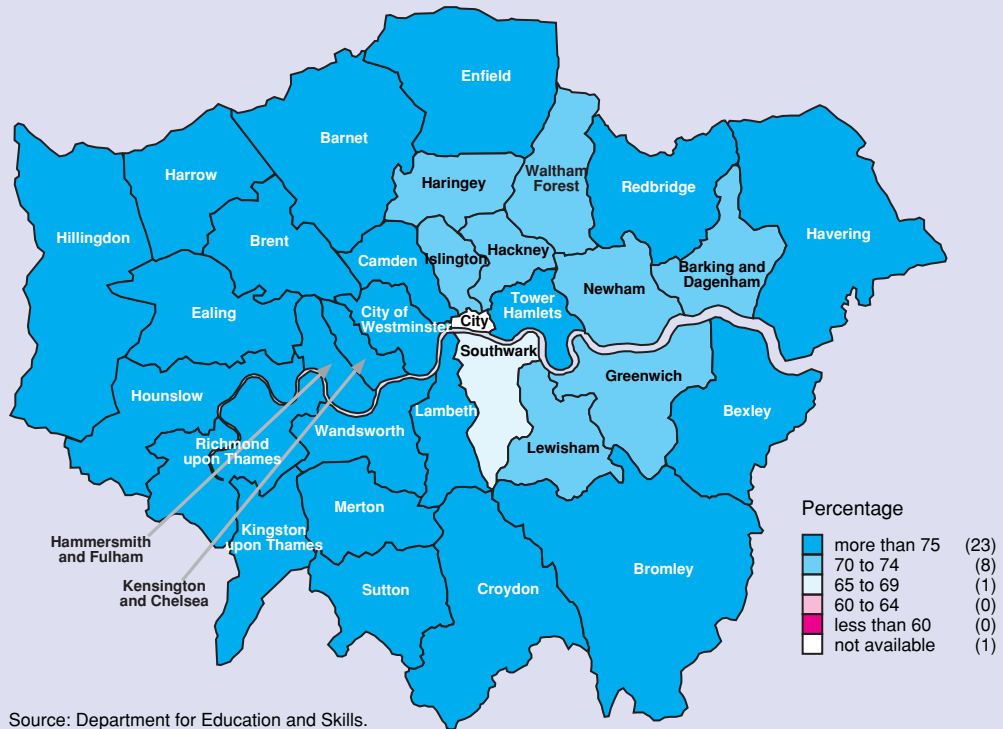 Enfield
Barnet
Harrow
Haringey
Waltham
Forest
Redbridge
Hillingdon
Brent
Havering
Camden
Islington
Hackney
Barking and
Dagenham
Newham
Ealing
City of
Westminster
City
Tower
Hamlets
Southwark
Greenwich
Hounslow
Lambeth
Bexley
Wandsworth
Richmond
upon Thames
Lewisham
Merton
Kingston
upon Thames
Hammersmith
and Fulham
Kensington
and Chelsea
Sutton
Croydon
Bromley
Percentage
more than 75 (23)
70 to 74 (8)
65 to 69 (1)
60 to 64 (0)
less than 60 (0)
not available (1)
Source: Department for Education and Skills.